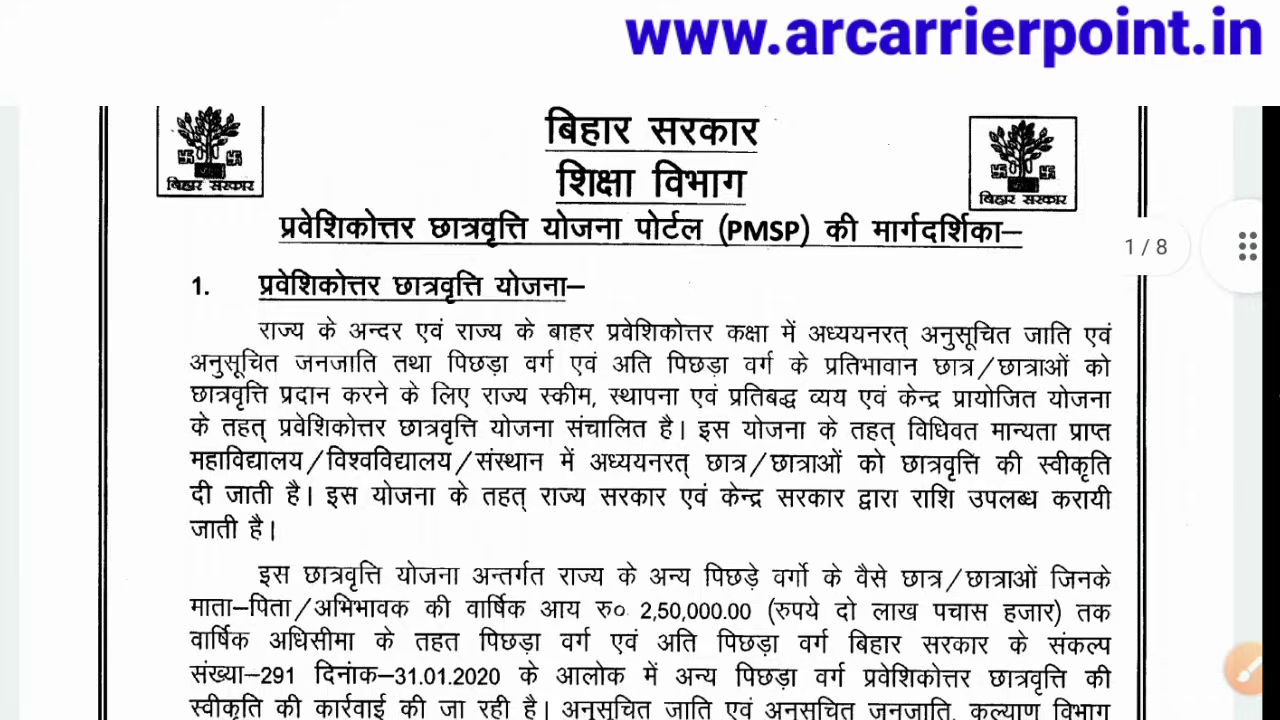 www.arcarrierpoint.in
बिहार सरकार
बिहार सरकार
बिहार सरकार
शिक्षा विभाग
प्रवेशिकोत्तर छात्रवृत्ति योजना पोर्टल (PMSP) की मार्गदर्शिका–
1 / 8
1. प्रवेशिकोत्तर छात्रवृत्ति योजना–
राज्य के अन्दर एवं राज्य के बाहर प्रवेशिकोत्तर कक्षा में अध्ययनरत् अनुसूचित जाति एवं
अनुसूचित जनजाति तथा पिछड़ा वर्ग एवं अति पिछड़ा वर्ग के प्रतिभावान छात्र/छात्राओं को
छात्रवृत्ति प्रदान करने के लिए राज्य स्कीम, स्थापना एवं प्रतिबद्ध व्यय एवं केन्द्र प्रायोजित योजना
के तहत् प्रवेशिकोत्तर छात्रवृत्ति योजना संचालित है। इस योजना के तहत् विधिवत मान्यता प्राप्त
महाविद्यालय/विश्वविद्यालय/संस्थान में अध्ययनरत् छात्र/छात्राओं को छात्रवृत्ति की स्वीकृति
दी जाती है। इस योजना के तहत् राज्य सरकार एवं केन्द्र सरकार द्वारा राशि उपलब्ध करायी
जाती है।
इस छात्रवृत्ति योजना अन्तर्गत राज्य के अन्य पिछड़े वर्गो के वैसे छात्र/छात्राओं जिनके
माता–पिता/अभिभावक की वार्षिक आय रु० 2,50,000.00 (रुपये दो लाख पचास हजार) तक
वार्षिक अधिसीमा के तहत पिछड़ा वर्ग एवं अति पिछड़ा वर्ग बिहार सरकार के संकल्प
संख्या–291 दिनांक–31.01.2020 के आलोक में अन्य पिछड़ा वर्ग प्रवेशिकोत्तर छात्रवृत्ति की
स्वीकृति की कार्रवाई की जा रही है। अनुसूचित जाति एवं अनुसूचित जनजाति, कल्याण विभाग